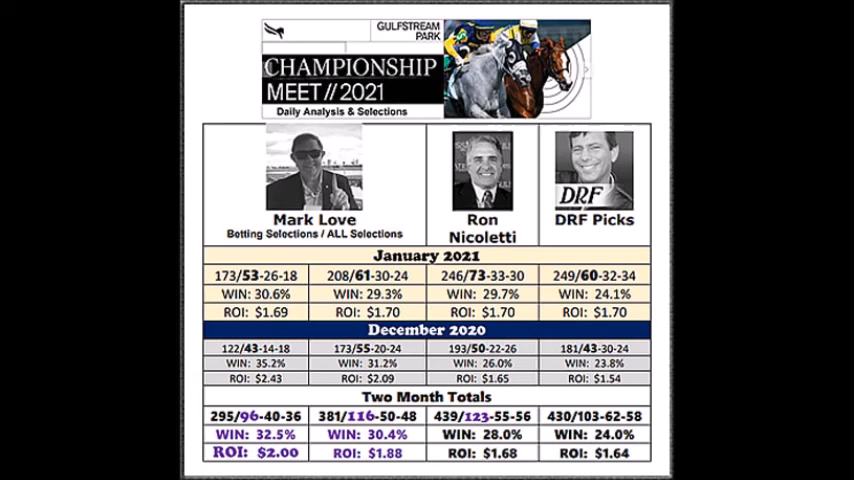 GULFSTREAM
PARK
CHAMPIONSHIP
MEET//2021
Daily Analysis & Selections
DRF
Mark Love
Betting Selections / ALL Selections
Ron
Nicoletti
DRF Picks
January 2021
173/53-26-18 208/61-30-24 246/73-33-30 249/60-32-34
WIN: 30.6% WIN: 29.3% WIN: 29.7% WIN: 24.1%
ROI: $1.69 ROI: $1.70 ROI: $1.70 ROI: $1.70
December 2020
122/43-14-18 173/55-20-24 193/50-22-26 181/43-30-24
WIN: 35.2% WIN: 31.2% WIN: 26.0% WIN: 23.8%
ROI: $2.43 ROI: $2.09 ROI: $1.65 ROI: $1.54
Two Month Totals
295/96-40-36 381/116-50-48 439/123-55-56 430/103-62-58
WIN: 32.5% WIN: 30.4% WIN: 28.0% WIN: 24.0%
ROI: $2.00 ROI: $1.88 ROI: $1.68 ROI: $1.64